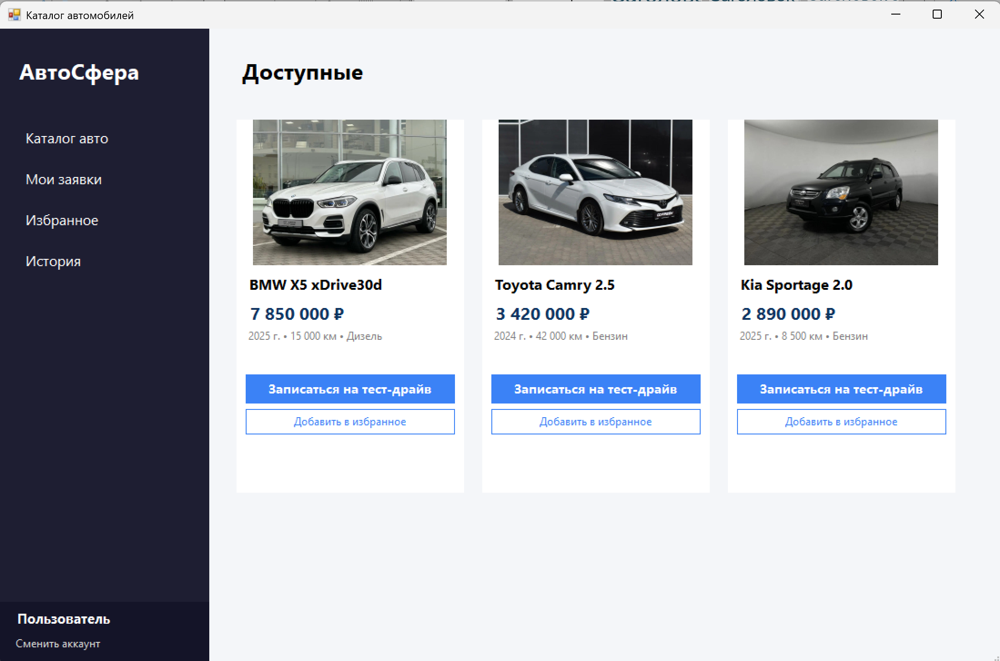 Каталог автомобилей
АвтоСфера
Каталог авто
Мои заявки
Избранное
История
Пользователь
Сменить аккаунт
Доступные
BMW X5 xDrive30d
7 850 000 ₽
2025 г. • 15 000 км • Дизель
Записаться на тест-драйв
Добавить в избранное
Toyota Camry 2.5
3 420 000 ₽
2024 г. • 42 000 км • Бензин
Записаться на тест-драйв
Добавить в избранное
Kia Sportage 2.0
2 890 000 ₽
2025 г. • 8 500 км • Бензин
Записаться на тест-драйв
Добавить в избранное